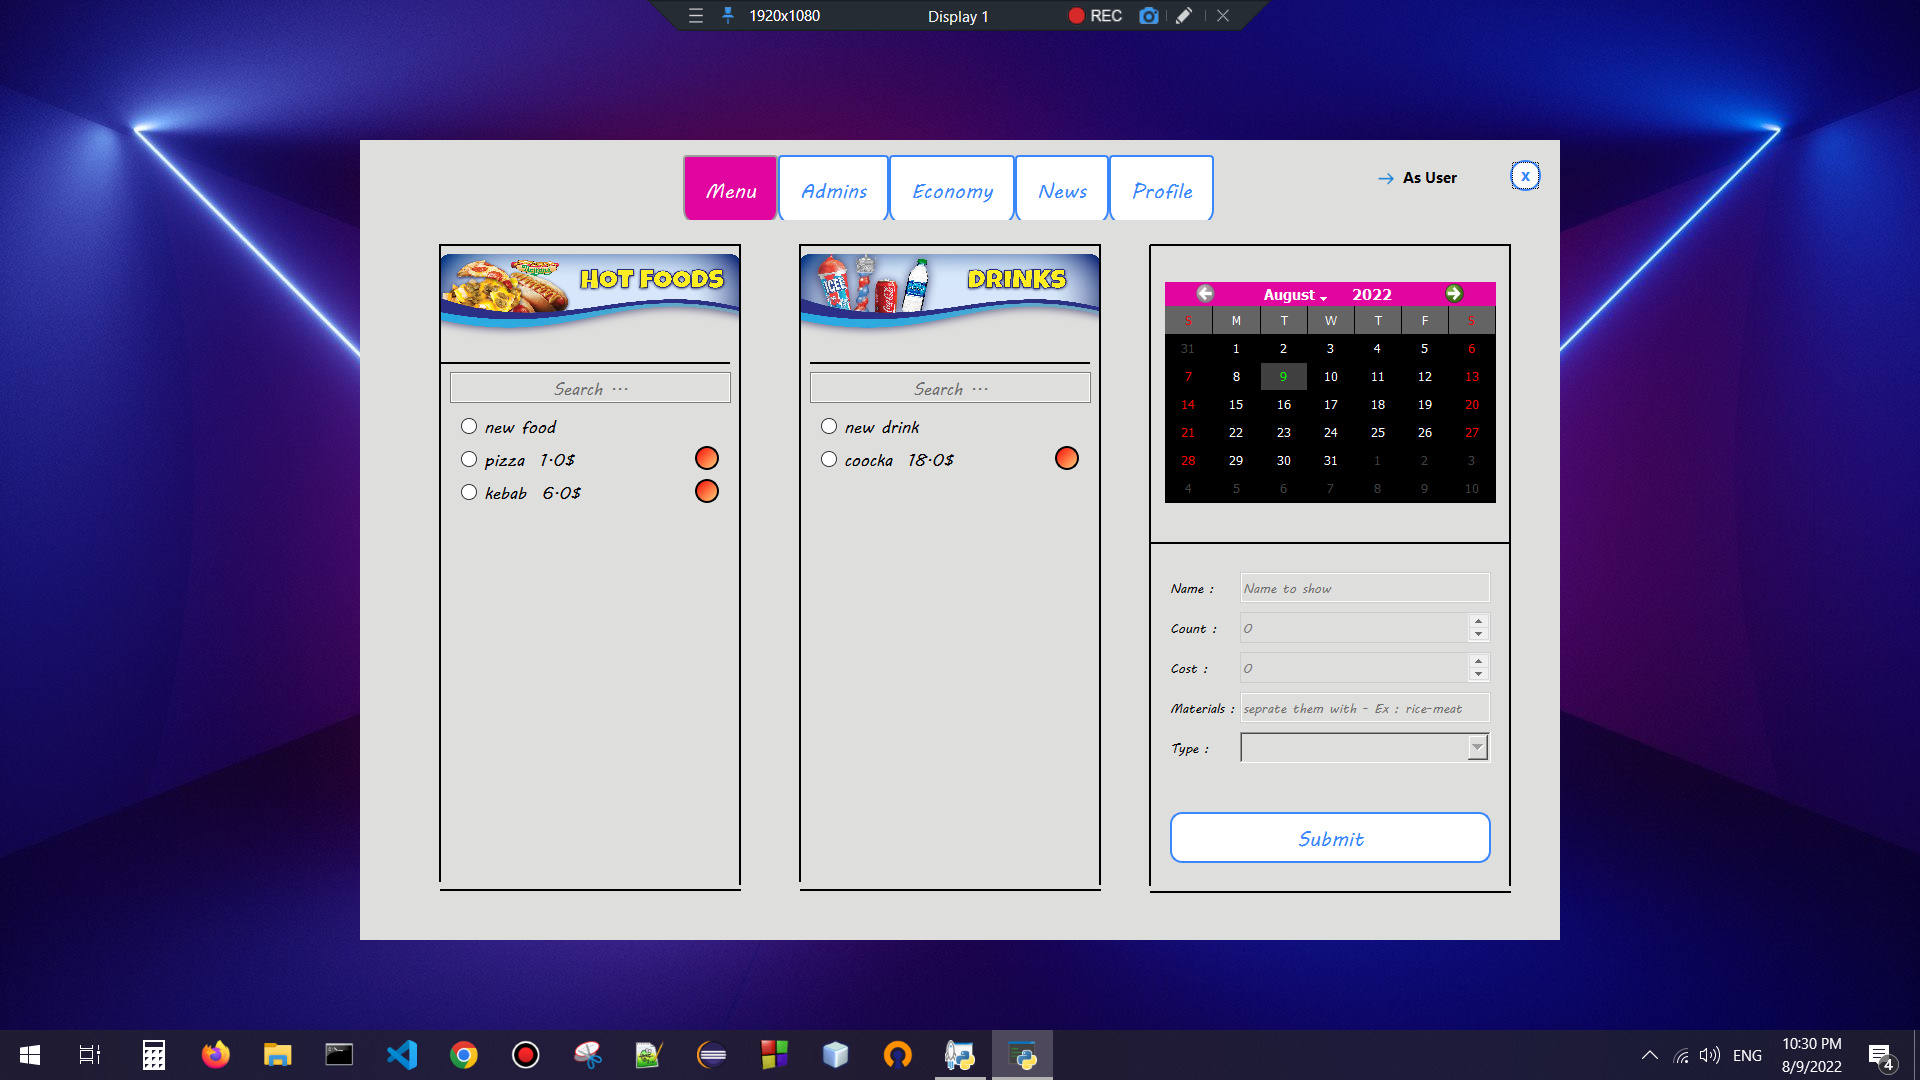 1920x1080 Display 1 REC
Menu Admins Economy News Profile
As User x
HOT FOODS
Search ...
new food
pizza 1.0$
kebab 6.0$
DRINKS
Search ...
new drink
coocka 18.0$
August 2022
S M T W T F S
31 1 2 3 4 5 6
7 8 9 10 11 12 13
14 15 16 17 18 19 20
21 22 23 24 25 26 27
28 29 30 31 1 2 3
4 5 6 7 8 9 10
Name : Name to show
Count : 0
Cost : 0
Materials : seprate them with - Ex : rice-meat
Type :
Submit
ENG
10:30 PM
8/9/2022
4